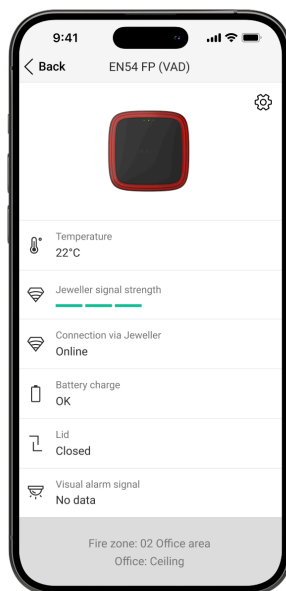 9:41
Back EN54 FP (VAD)
Temperature
22°C
Jeweller signal strength
Connection via Jeweller
Online
Battery charge
OK
Lid
Closed
Visual alarm signal
No data
Fire zone: 02 Office area
Office: Ceiling